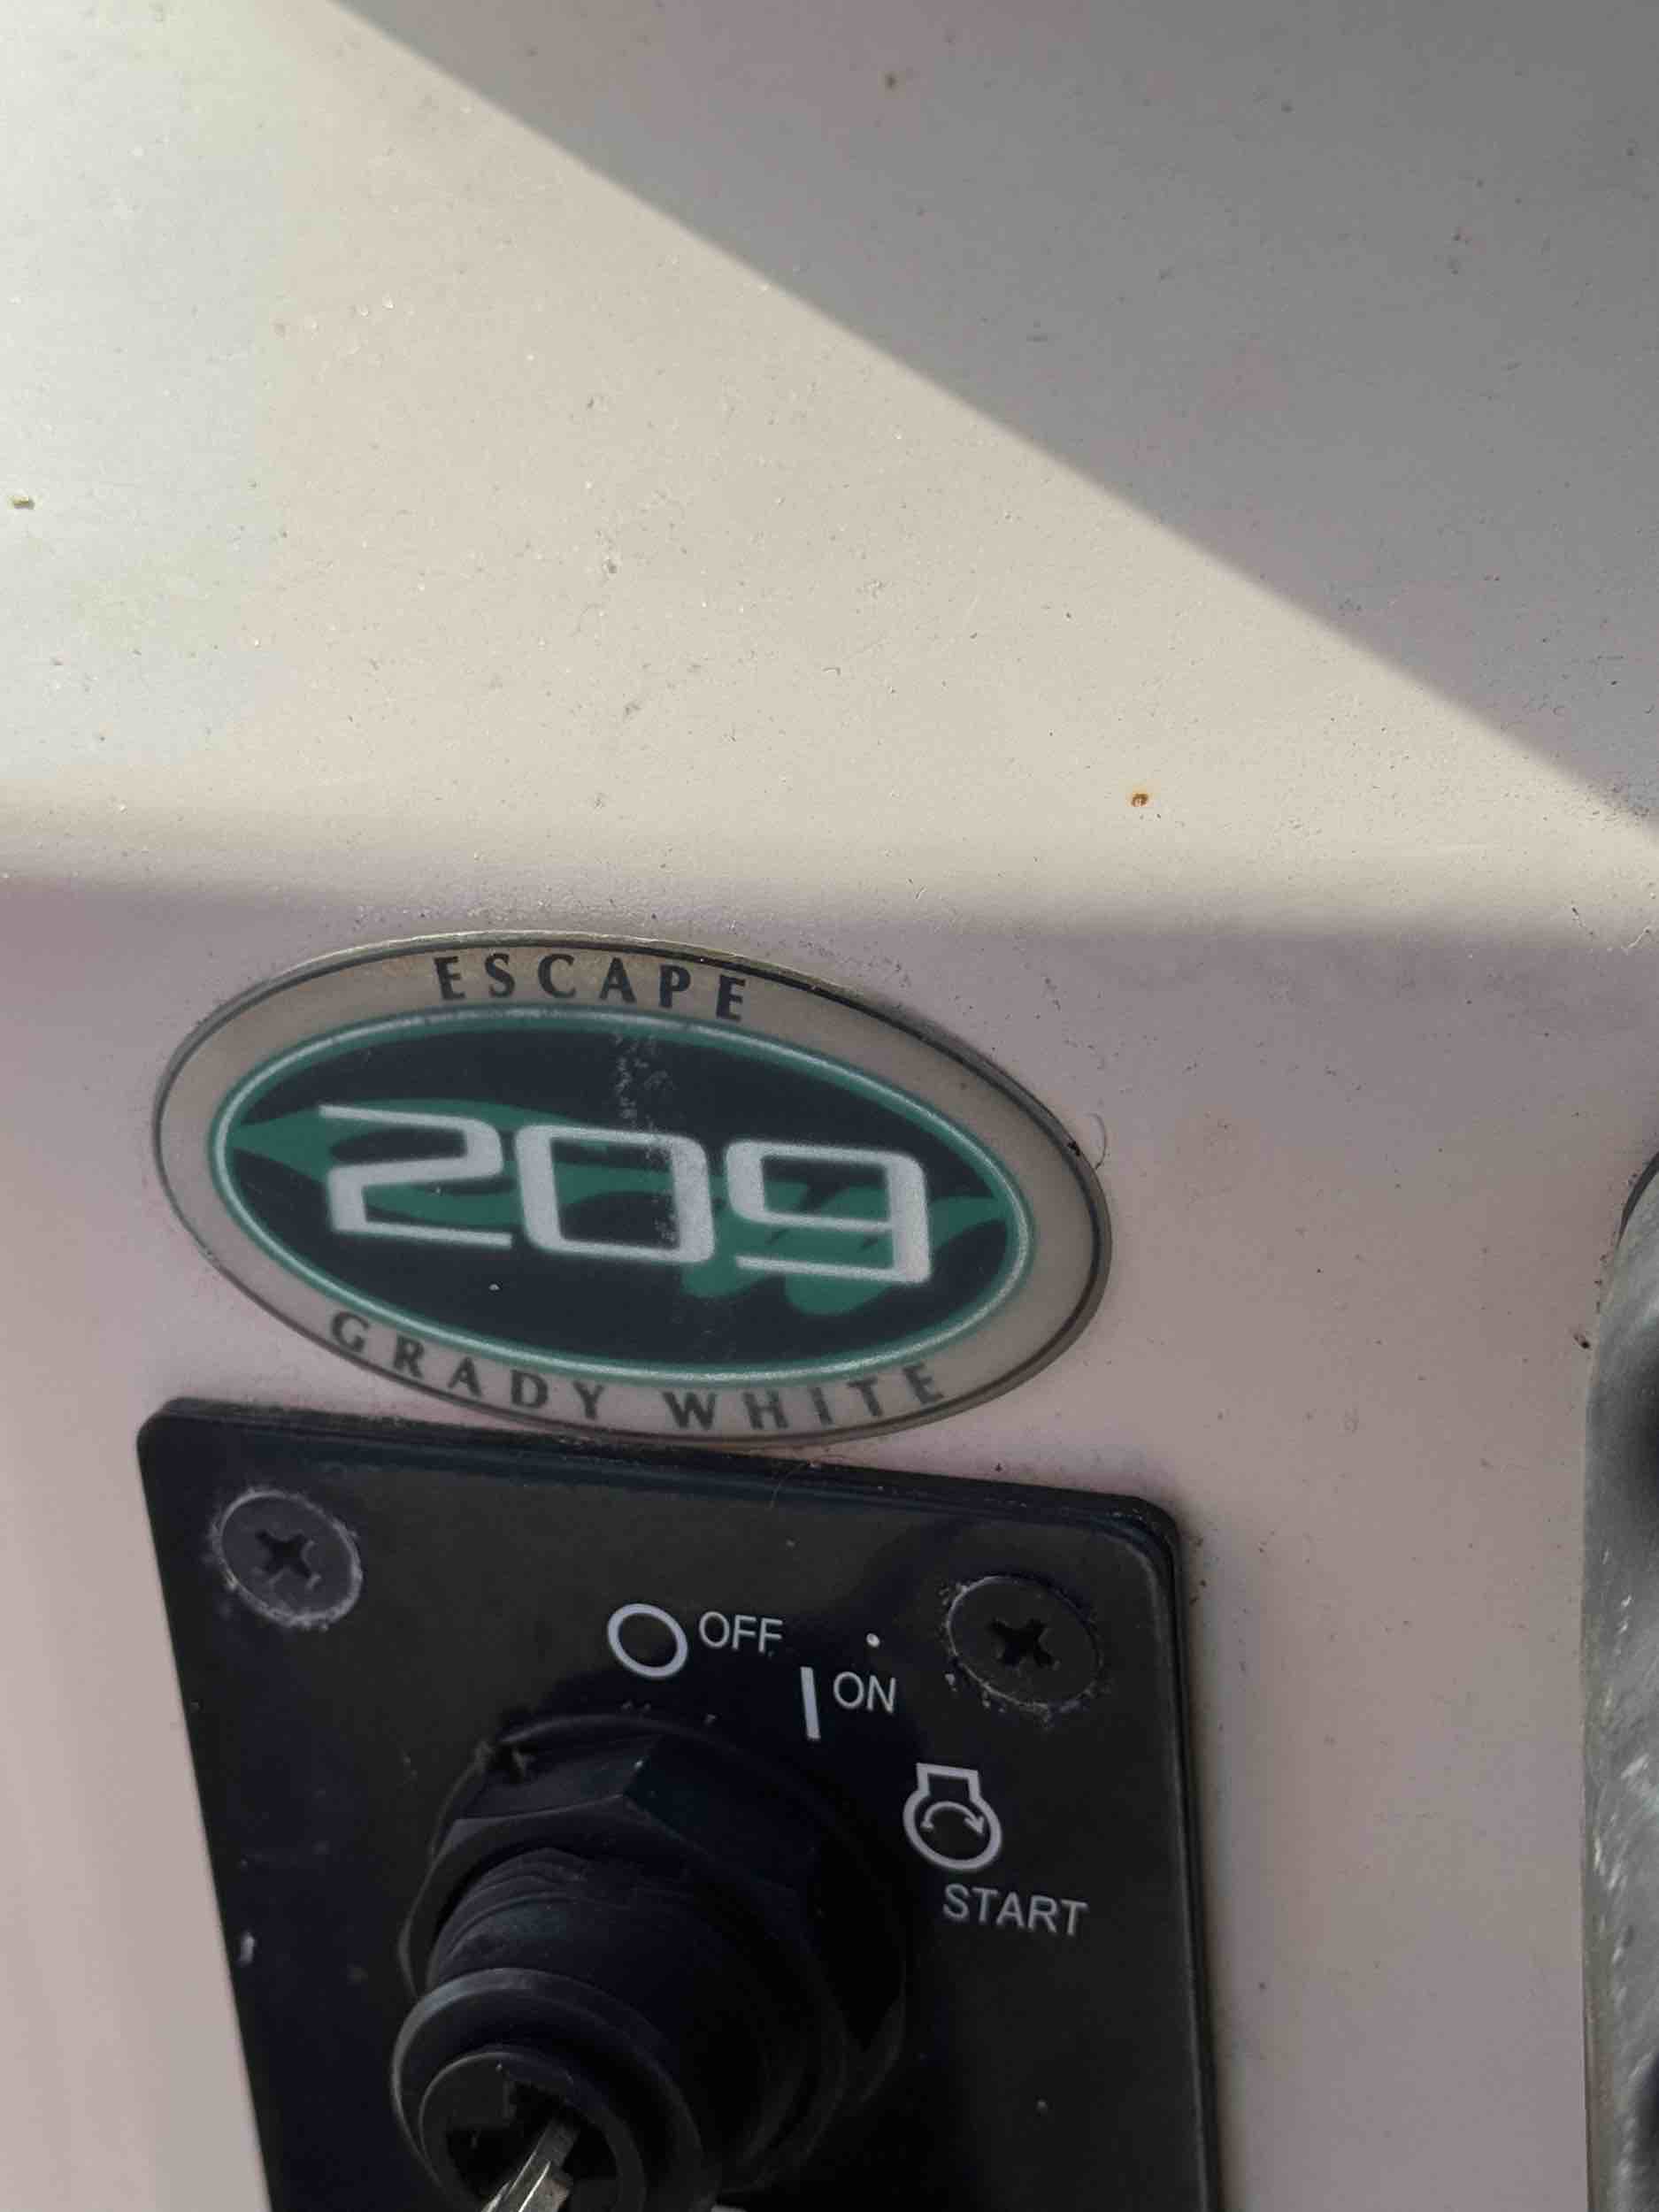 ESCAPE
209
GRADY WHITE
OFF
ON
START